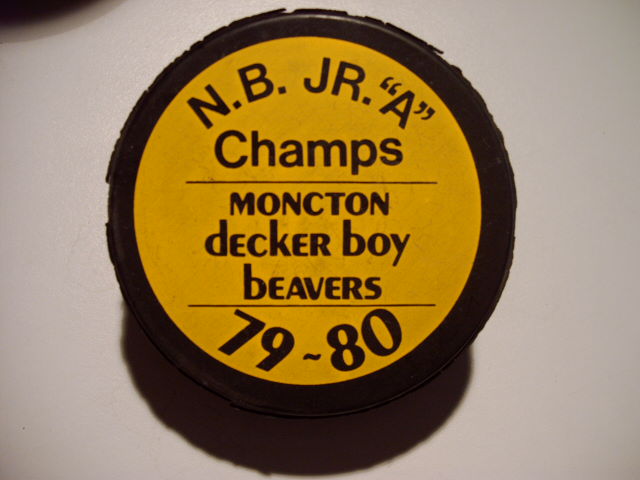 N.B. JR. “A”
Champs
MONCTON
decker boy
beavers
79~80